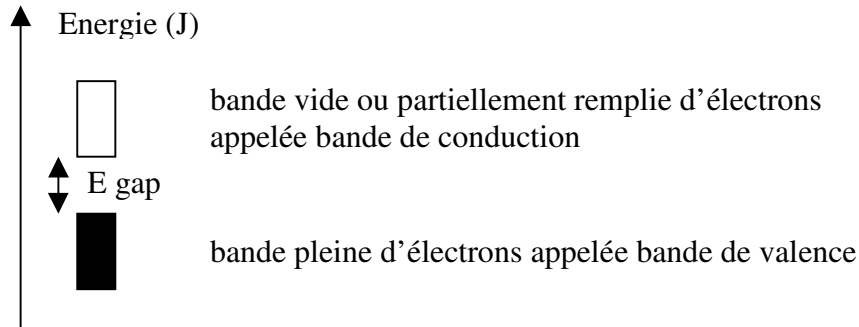 Energie (J)
bande vide ou partiellement remplie d’électrons
appelée bande de conduction
E gap
bande pleine d’électrons appelée bande de valence